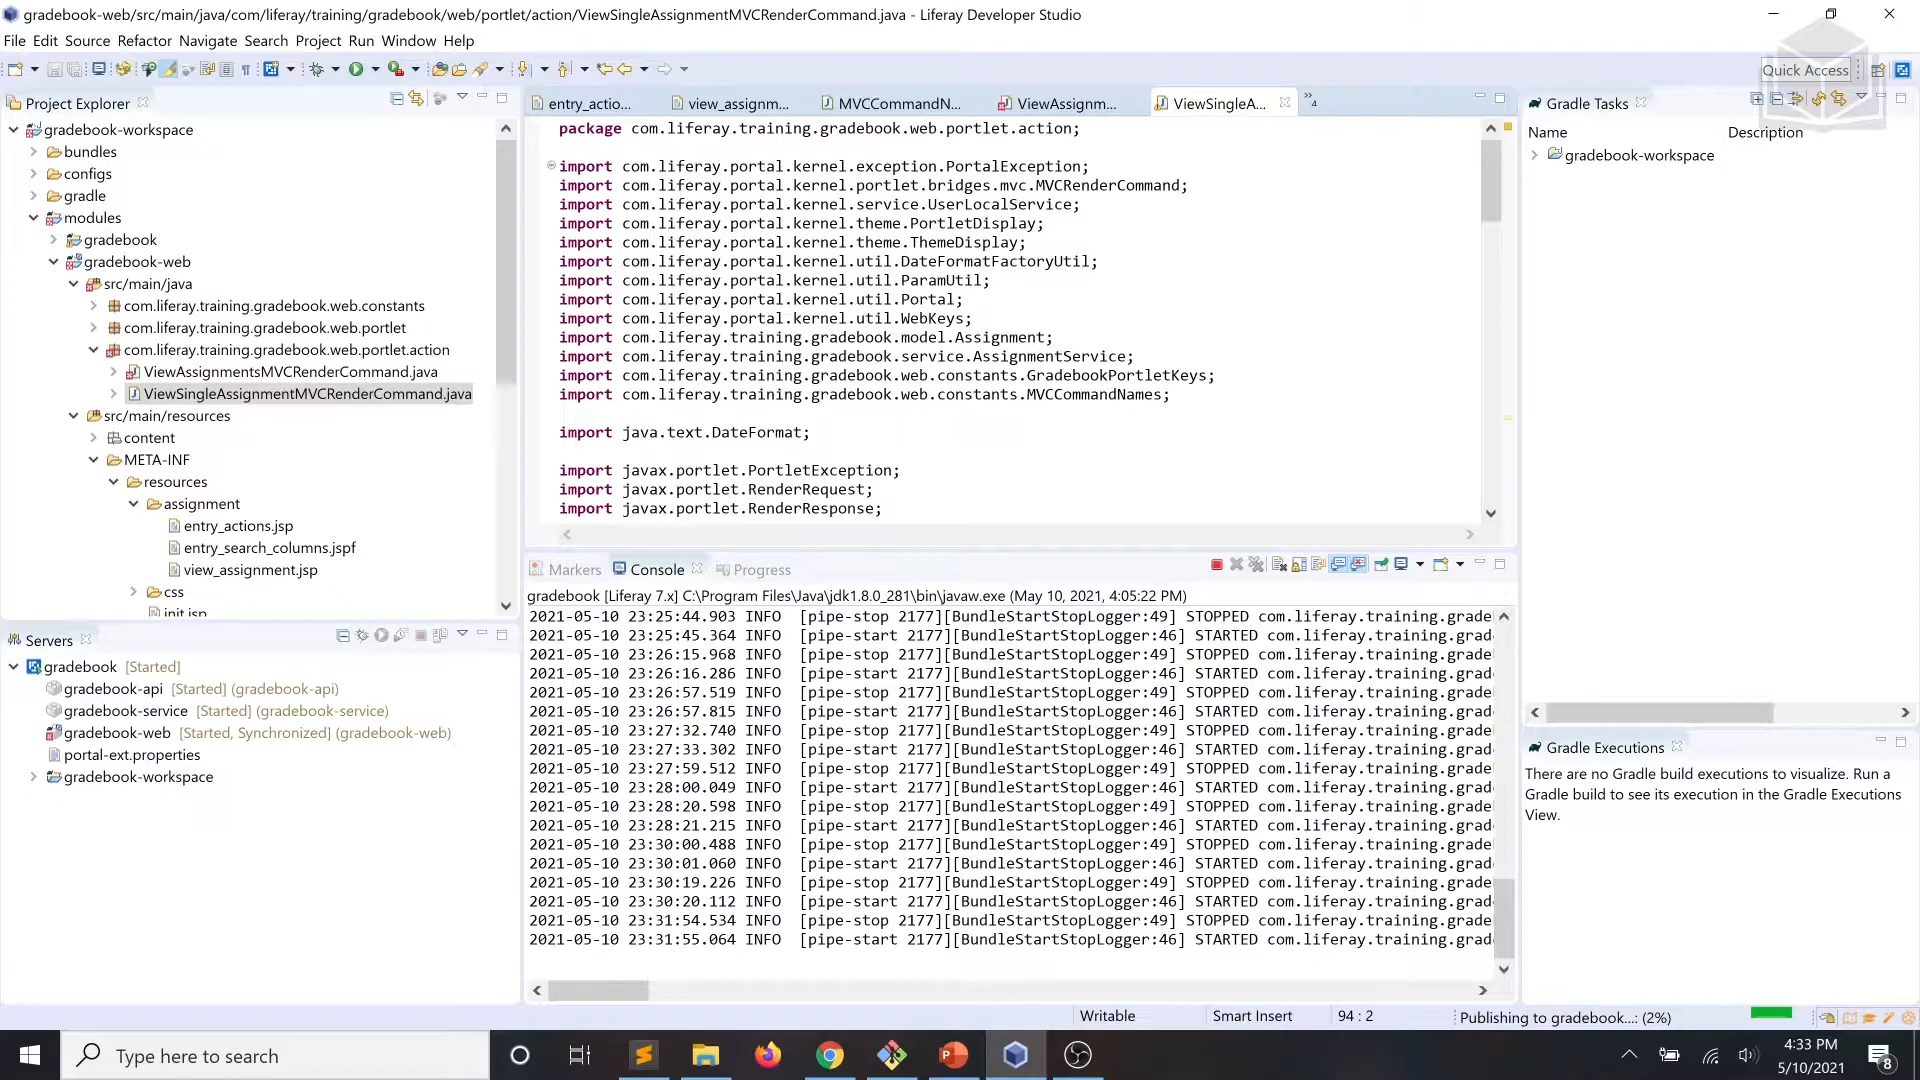 gradebook-web/src/main/java/com/liferay/training/gradebook/web/portlet/action/ViewSingleAssignmentMVCRenderCommand.java - Liferay Developer Studio
File Edit Source Refactor Navigate Search Project Run Window Help
Quick Access
Project Explorer
gradebook-workspace
bundles
configs
gradle
modules
gradebook
gradebook-web
src/main/java
com.liferay.training.gradebook.web.constants
com.liferay.training.gradebook.web.portlet
com.liferay.training.gradebook.web.portlet.action
ViewAssignmentsMVCRenderCommand.java
ViewSingleAssignmentMVCRenderCommand.java
src/main/resources
content
META-INF
resources
assignment
entry_actions.jsp
entry_search_columns.jspf
view_assignment.jsp
css
init.jsp
Servers
gradebook [Started]
gradebook-api [Started] (gradebook-api)
gradebook-service [Started] (gradebook-service)
gradebook-web [Started, Synchronized] (gradebook-web)
portal-ext.properties
gradebook-workspace
entry_actio... view_assignm... MVCCommandN... ViewAssignm... ViewSingleA... »4
package com.liferay.training.gradebook.web.portlet.action;
import com.liferay.portal.kernel.exception.PortalException;
import com.liferay.portal.kernel.portlet.bridges.mvc.MVCRenderCommand;
import com.liferay.portal.kernel.service.UserLocalService;
import com.liferay.portal.kernel.theme.PortletDisplay;
import com.liferay.portal.kernel.theme.ThemeDisplay;
import com.liferay.portal.kernel.util.DateFormatFactoryUtil;
import com.liferay.portal.kernel.util.ParamUtil;
import com.liferay.portal.kernel.util.Portal;
import com.liferay.portal.kernel.util.WebKeys;
import com.liferay.training.gradebook.model.Assignment;
import com.liferay.training.gradebook.service.AssignmentService;
import com.liferay.training.gradebook.web.constants.GradebookPortletKeys;
import com.liferay.training.gradebook.web.constants.MVCCommandNames;
import java.text.DateFormat;
import javax.portlet.PortletException;
import javax.portlet.RenderRequest;
import javax.portlet.RenderResponse;
Markers Console Progress
gradebook [Liferay 7.x] C:\Program Files\Java\jdk1.8.0_281\bin\javaw.exe (May 10, 2021, 4:05:22 PM)
2021-05-10 23:25:44.903 INFO [pipe-stop 2177][BundleStartStopLogger:49] STOPPED com.liferay.training.grade
2021-05-10 23:25:45.364 INFO [pipe-start 2177][BundleStartStopLogger:46] STARTED com.liferay.training.grad
2021-05-10 23:26:15.968 INFO [pipe-stop 2177][BundleStartStopLogger:49] STOPPED com.liferay.training.grade
2021-05-10 23:26:16.286 INFO [pipe-start 2177][BundleStartStopLogger:46] STARTED com.liferay.training.grad
2021-05-10 23:26:57.519 INFO [pipe-stop 2177][BundleStartStopLogger:49] STOPPED com.liferay.training.grade
2021-05-10 23:26:57.815 INFO [pipe-start 2177][BundleStartStopLogger:46] STARTED com.liferay.training.grad
2021-05-10 23:27:32.740 INFO [pipe-stop 2177][BundleStartStopLogger:49] STOPPED com.liferay.training.grade
2021-05-10 23:27:33.302 INFO [pipe-start 2177][BundleStartStopLogger:46] STARTED com.liferay.training.grad
2021-05-10 23:27:59.512 INFO [pipe-stop 2177][BundleStartStopLogger:49] STOPPED com.liferay.training.grade
2021-05-10 23:28:00.049 INFO [pipe-start 2177][BundleStartStopLogger:46] STARTED com.liferay.training.grad
2021-05-10 23:28:20.598 INFO [pipe-stop 2177][BundleStartStopLogger:49] STOPPED com.liferay.training.grade
2021-05-10 23:28:21.215 INFO [pipe-start 2177][BundleStartStopLogger:46] STARTED com.liferay.training.grad
2021-05-10 23:30:00.488 INFO [pipe-stop 2177][BundleStartStopLogger:49] STOPPED com.liferay.training.grade
2021-05-10 23:30:01.060 INFO [pipe-start 2177][BundleStartStopLogger:46] STARTED com.liferay.training.grad
2021-05-10 23:30:19.226 INFO [pipe-stop 2177][BundleStartStopLogger:49] STOPPED com.liferay.training.grade
2021-05-10 23:30:20.112 INFO [pipe-start 2177][BundleStartStopLogger:46] STARTED com.liferay.training.grad
2021-05-10 23:31:54.534 INFO [pipe-stop 2177][BundleStartStopLogger:49] STOPPED com.liferay.training.grade
2021-05-10 23:31:55.064 INFO [pipe-start 2177][BundleStartStopLogger:46] STARTED com.liferay.training.grad
Gradle Tasks
Name Description
gradebook-workspace
Gradle Executions
There are no Gradle build executions to visualize. Run a
Gradle build to see its execution in the Gradle Executions
View.
Writable Smart Insert 94 : 2 Publishing to gradebook...: (2%)
Type here to search
4:33 PM
5/10/2021
8